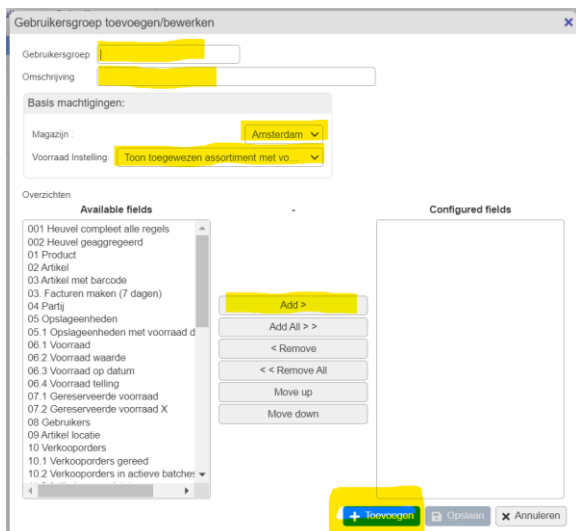 Gebruikersgroep toevoegen/bewerken
Gebruikersgroep
Omschrijving
Basis machtigingen:
Magazijn :
Amsterdam
Voorraad Instelling:
Toon toegewezen assortiment met vo...
Overzichten
Available fields
-
Configured fields
001 Heuvel compleet alle regels
002 Heuvel geaggregeerd
01 Product
02 Artikel
03 Artikel met barcode
03. Facturen maken (7 dagen)
04 Partij
05 Opslageenheden
05.1 Opslageenheden met voorraad d
06.1 Voorraad
06.2 Voorraad waarde
06.3 Voorraad op datum
06.4 Voorraad telling
07.1 Gereserveerde voorraad
07.2 Gereserveerde voorraad X
08 Gebruikers
09 Artikel locatie
10 Verkooporders
10.1 Verkooporders gereed
10.2 Verkooporders in actieve batches
Add >
Add All > >
< Remove
< < Remove All
Move up
Move down
+ Toevoegen
Opslaan
x Annuleren